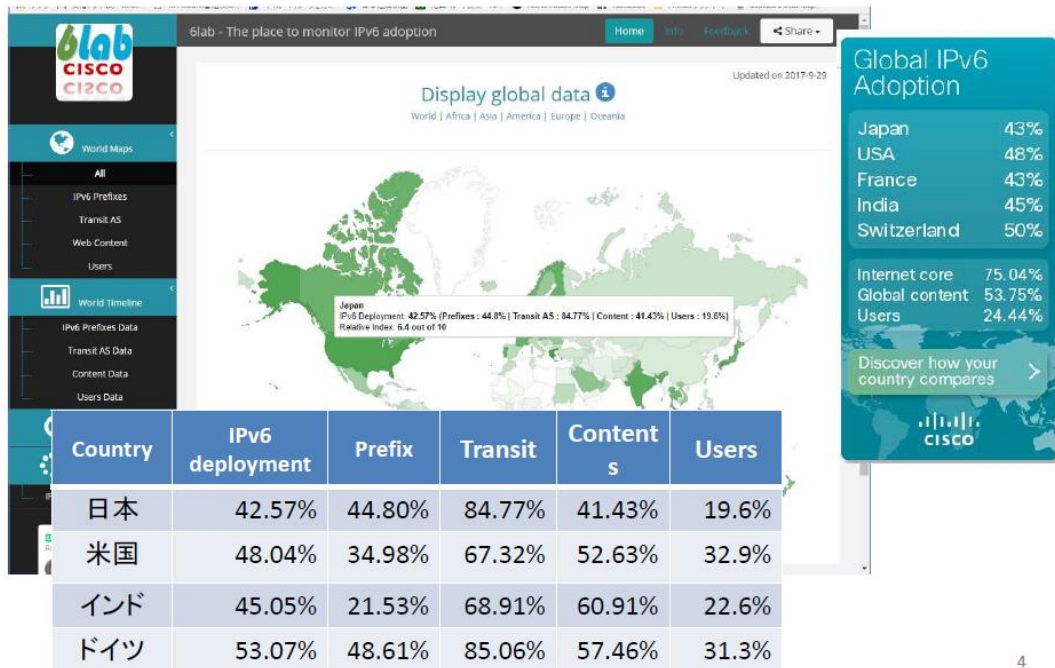 6lab
CISCO
6lab - The place to monitor IPv6 adoption
Home
Info
Feedback
Share
Updated on 2017-9-29
Display global data
World | Africa | Asia | America | Europe | Oceania
World Maps
All
IPv6 Prefixes
Transit AS
Web Content
Users
World Timeline
IPv6 Prefixes Data
Transit AS Data
Content Data
Users Data
Japan
IPv6 Deployment: 42.57% (Prefixes : 44.8% | Transit AS : 84.77% | Content : 41.43% | Users : 19.6%)
Relative Index: 6.4 out of 10
Global IPv6
Adoption
Japan 43%
USA 48%
France 43%
India 45%
Switzerland 50%
Internet core 75.04%
Global content 53.75%
Users 24.44%
Discover how your
country compares
CISCO
Country IPv6 deployment Prefix Transit Contents Users
日本 42.57% 44.80% 84.77% 41.43% 19.6%
米国 48.04% 34.98% 67.32% 52.63% 32.9%
インド 45.05% 21.53% 68.91% 60.91% 22.6%
ドイツ 53.07% 48.61% 85.06% 57.46% 31.3%
4